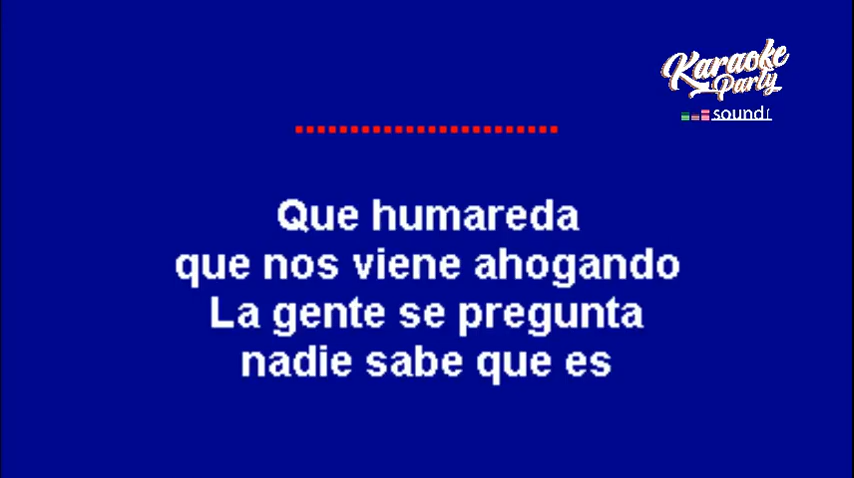 Karaoke
Party
sound
Que humareda
que nos viene ahogando
La gente se pregunta
nadie sabe que es